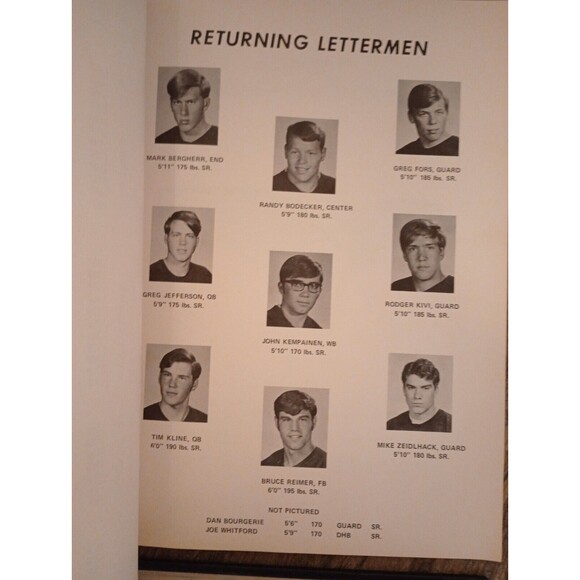 RETURNING LETTERMEN
MARK BERGHERR, END
5'11" 175 lbs. SR.
RANDY BODECKER, CENTER
5'9" 180 lbs. SR.
GREG FORS, GUARD
5'10" 185 lbs. SR.
GREG JEFFERSON, QB
5'9" 175 lbs. SR.
JOHN KEMPAINEN, WB
5'10" 170 lbs. SR.
RODGER KIVI, GUARD
5'10" 185 lbs. SR.
TIM KLINE, QB
6'0" 190 lbs. SR.
BRUCE REIMER, FB
6'0" 195 lbs. SR.
MIKE ZEIDLHACK, GUARD
5'10" 180 lbs. SR.
NOT PICTURED
DAN BOURGERIE 5'6" 170 GUARD SR.
JOE WHITFORD 5'9" 170 DHB SR.